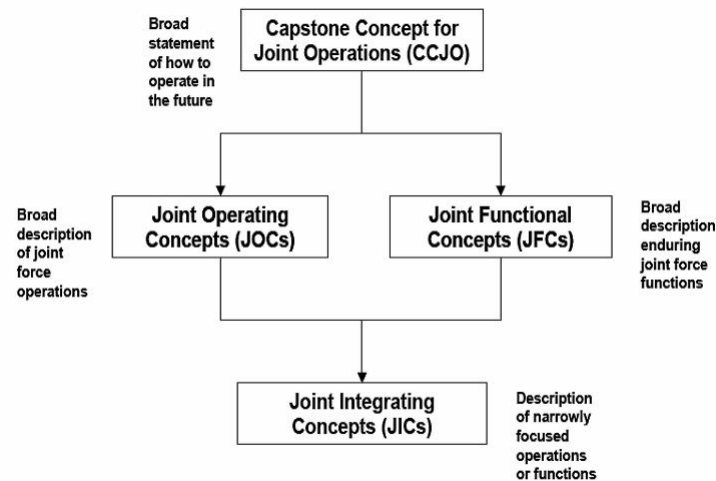 Broad
statement
of how to
operate in
the future
Capstone Concept for
Joint Operations (CCJO)
Broad
description
of joint
force
operations
Joint Operating
Concepts (JOCs)
Joint Functional
Concepts (JFCs)
Broad
description
enduring
joint force
functions
Joint Integrating
Concepts (JICs)
Description
of narrowly
focused
operations
or functions